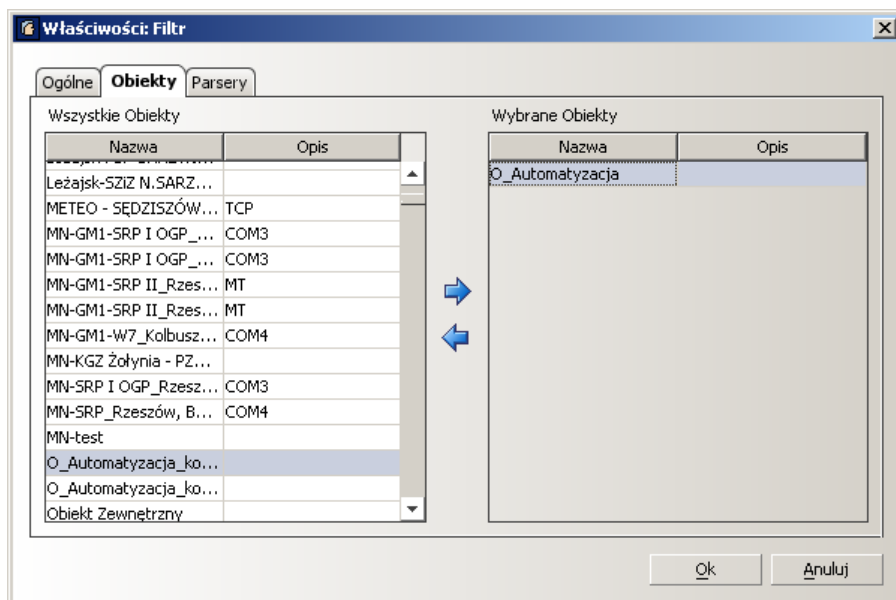 Właściwości: Filtr
Ogólne Obiekty Parsery
Wszystkie Obiekty
Nazwa Opis
Leżajsk-SZiZ N.SARZ...
METEO - SĘDZISZÓW... TCP
MN-GM1-SRP I OGP_... COM3
MN-GM1-SRP I OGP_... COM3
MN-GM1-SRP II_Rzes... MT
MN-GM1-SRP II_Rzes... MT
MN-GM1-W7_Kolbusz... COM4
MN-KGZ Żołynia - PZ...
MN-SRP I OGP_Rzesz... COM3
MN-SRP_Rzeszów, B... COM4
MN-test
O_Automatyzacja_ko...
O_Automatyzacja_ko...
Obiekt Zewnętrzny
Wybrane Obiekty
Nazwa Opis
O_Automatyzacja
Ok Anuluj